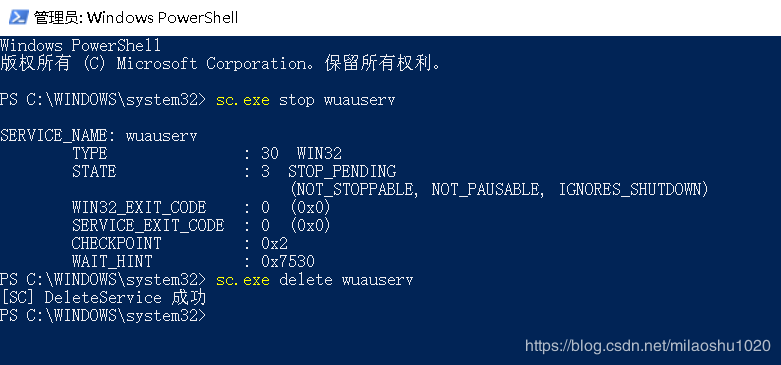 管理员: Windows PowerShell
Windows PowerShell
版权所有 (C) Microsoft Corporation。保留所有权利。
PS C:\WINDOWS\system32> sc.exe stop wuauserv
SERVICE_NAME: wuauserv
TYPE : 30 WIN32
STATE : 3 STOP_PENDING
(NOT_STOPPABLE, NOT_PAUSABLE, IGNORES_SHUTDOWN)
WIN32_EXIT_CODE : 0 (0x0)
SERVICE_EXIT_CODE : 0 (0x0)
CHECKPOINT : 0x2
WAIT_HINT : 0x7530
PS C:\WINDOWS\system32> sc.exe delete wuauserv
[SC] DeleteService 成功
PS C:\WINDOWS\system32>
https://blog.csdn.net/milaoshu1020